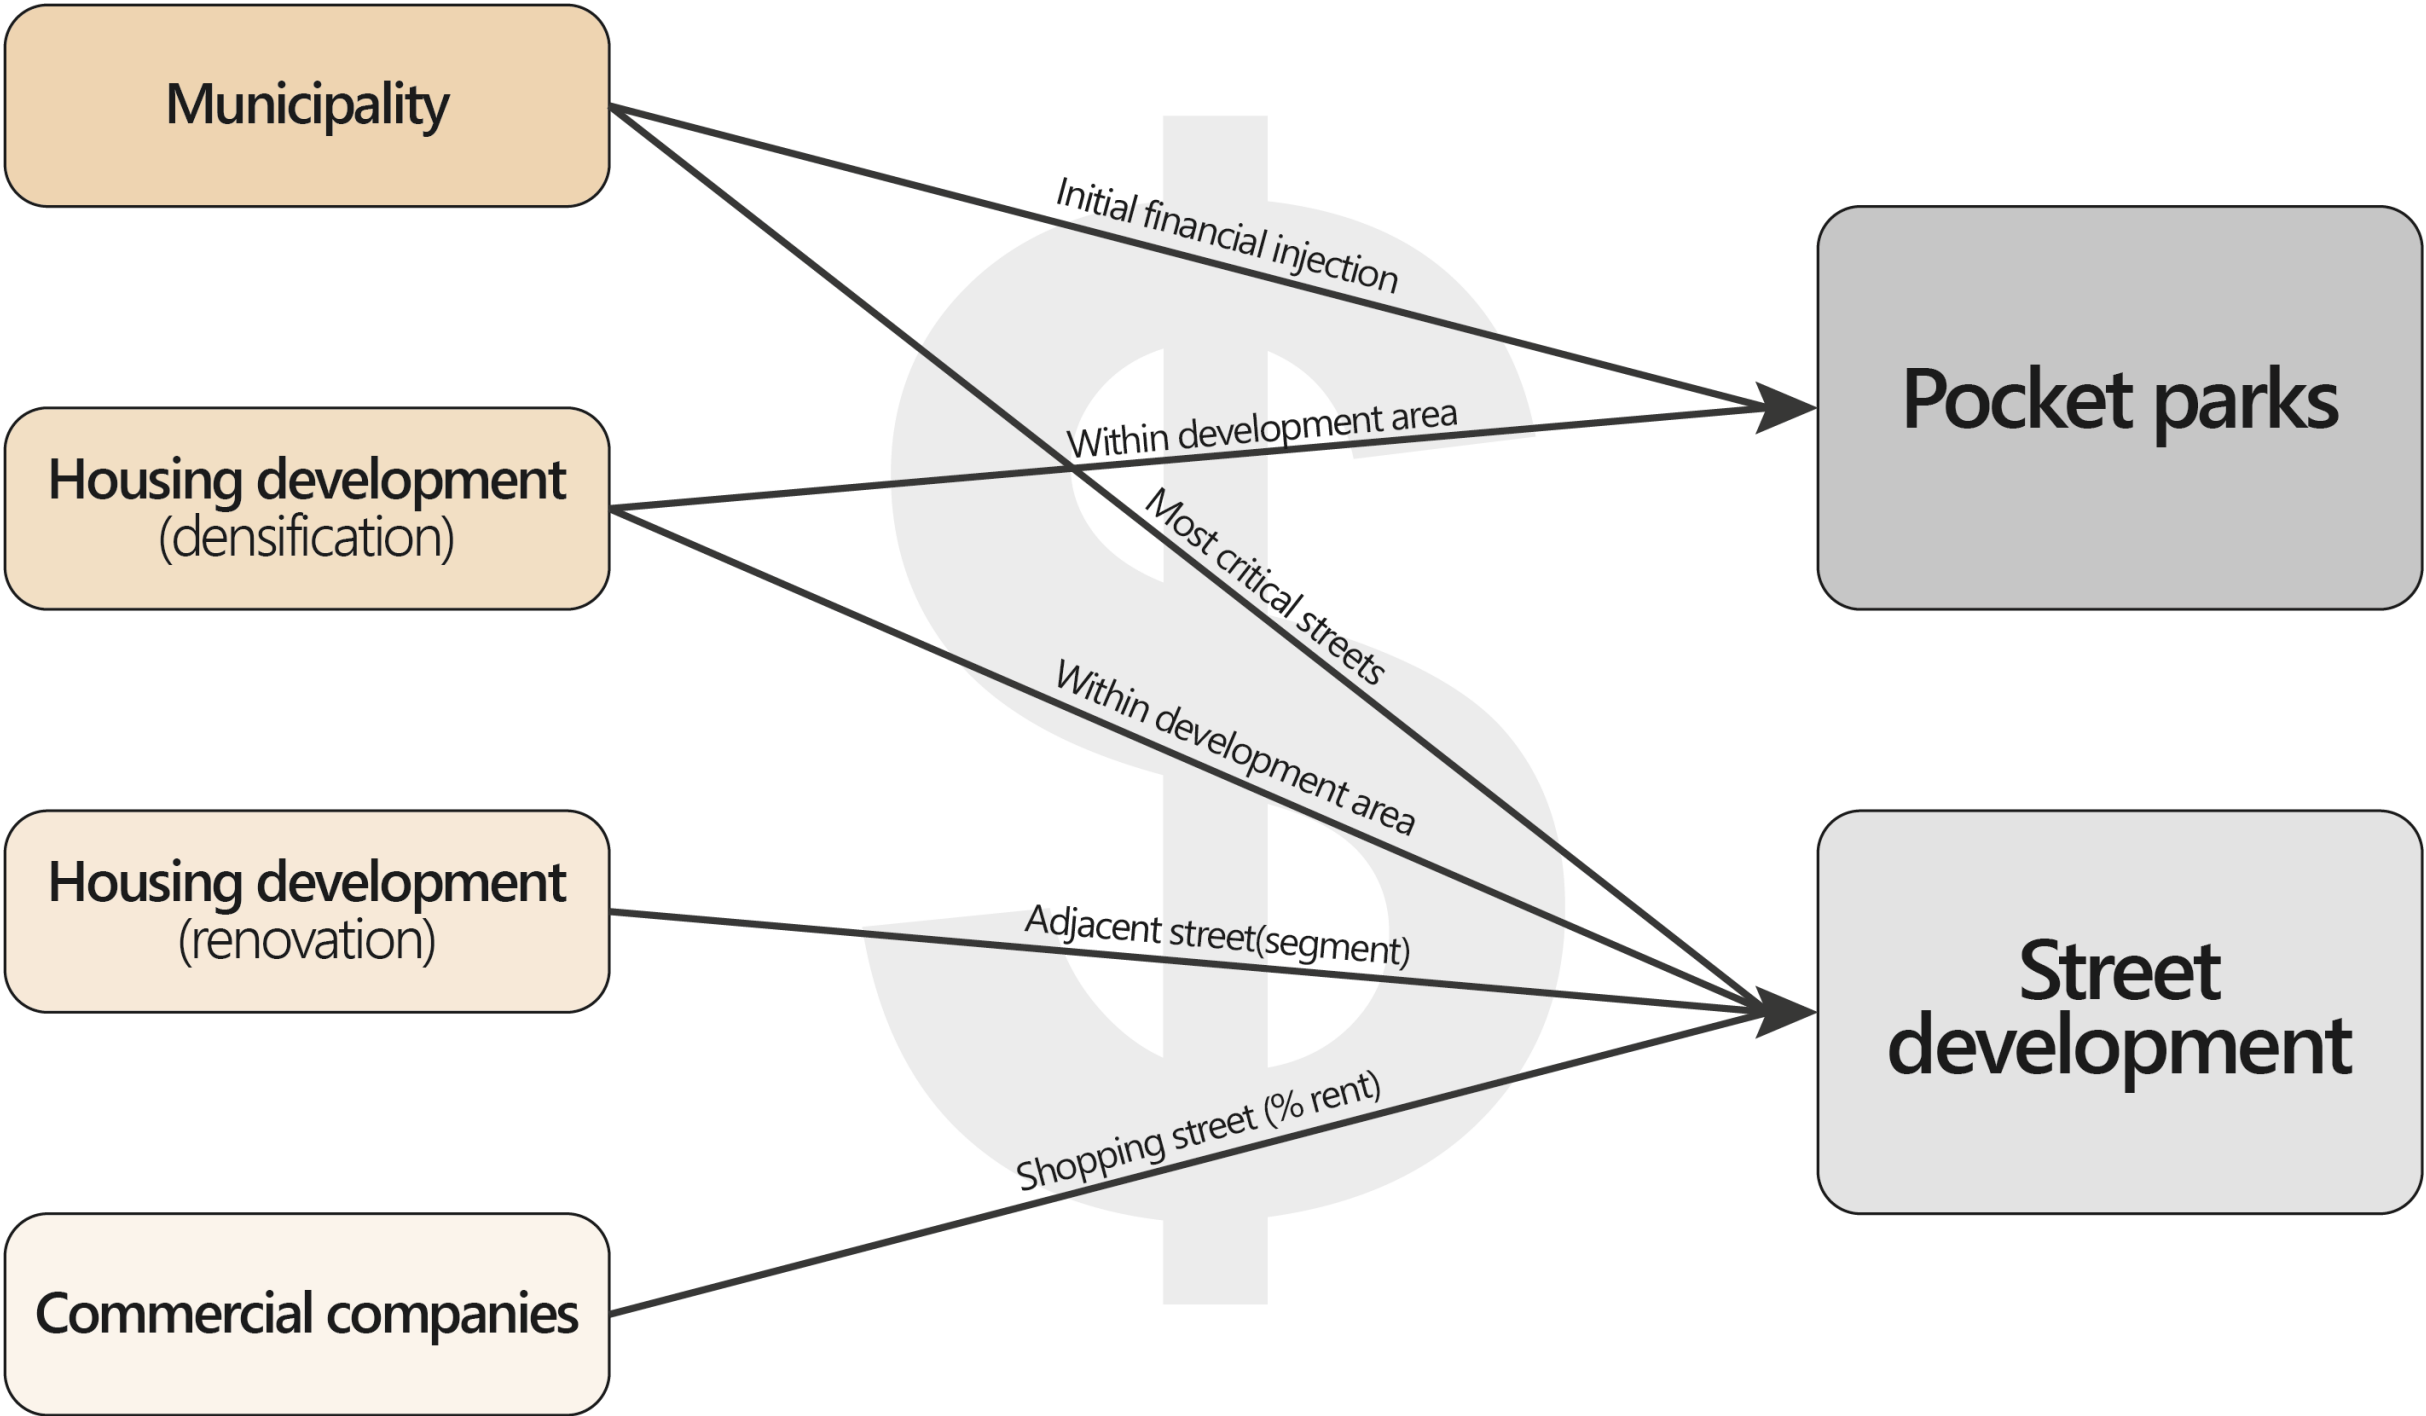 Municipality
Initial financial injection
Pocket parks
Within development area
Housing development
(densification)
Most critical streets
Within development area
Housing development
(renovation)
Adjacent street(segment)
Street
development
Shopping street (% rent)
Commercial companies